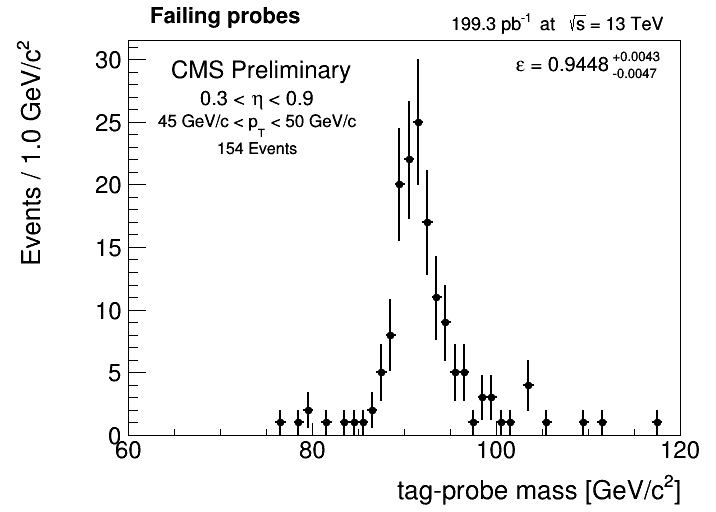 Failing probes
199.3 pb⁻¹ at √s = 13 TeV
CMS Preliminary
ε = 0.9448 +0.0043 -0.0047
0.3 < η < 0.9
45 GeV/c < p_T < 50 GeV/c
154 Events
Events / 1.0 GeV/c²
30
25
20
15
10
5
0
60 80 100 120
tag-probe mass [GeV/c²]